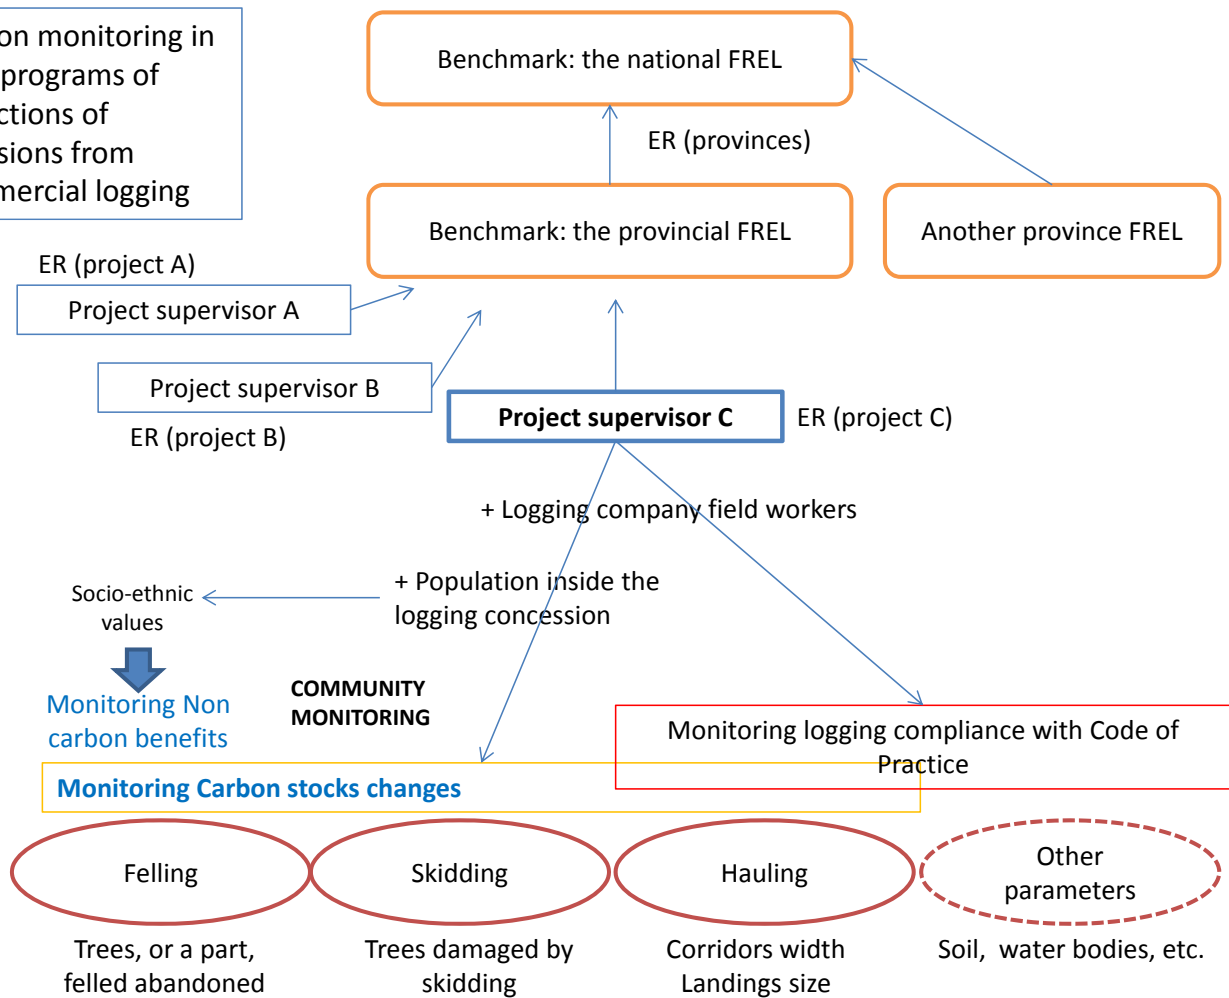 on monitoring in
programs of
ctions of
sions from
mercial logging
Benchmark: the national FREL
ER (provinces)
Benchmark: the provincial FREL
Another province FREL
ER (project A)
Project supervisor A
Project supervisor B
ER (project B)
Project supervisor C
ER (project C)
+ Logging company field workers
+ Population inside the
logging concession
Socio-ethnic
values
Monitoring Non
carbon benefits
COMMUNITY
MONITORING
Monitoring logging compliance with Code of
Practice
Monitoring Carbon stocks changes
Felling
Skidding
Hauling
Other
parameters
Trees, or a part,
felled abandoned
Trees damaged by
skidding
Corridors width
Landings size
Soil, water bodies, etc.